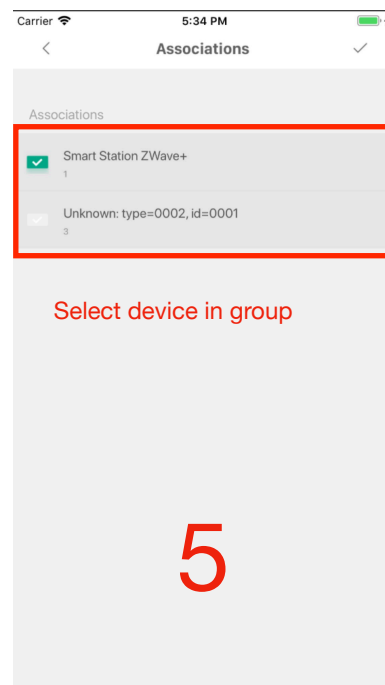 Carrier 5:34 PM
Associations
Associations
Smart Station ZWave+
1
Unknown: type=0002, id=0001
3
Select device in group
5